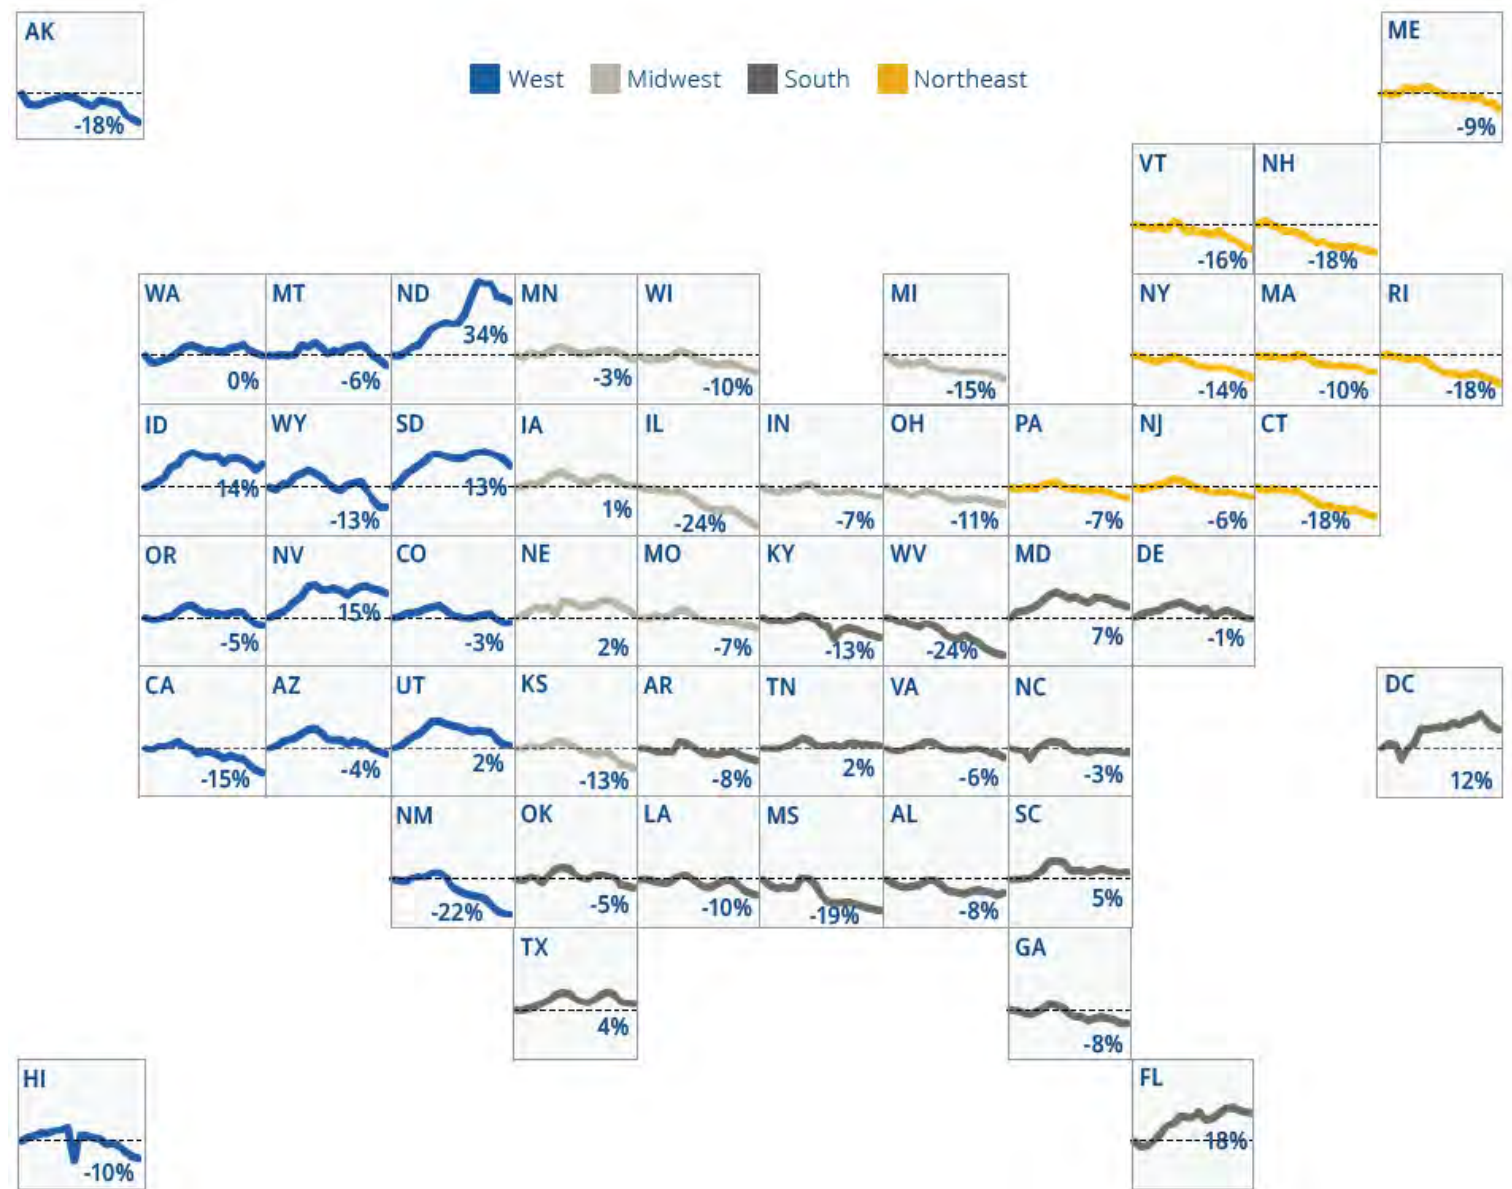 AK
ME
West
Midwest
South
Northeast
-18%
-9%
VT
NH
-16%
-18%
WA
MT
ND
MN
WI
MI
NY
MA
RI
0%
-6%
34%
-3%
-10%
-15%
-14%
-10%
-18%
ID
WY
SD
IA
IL
IN
OH
PA
NJ
CT
14%
-13%
13%
1%
-24%
-7%
-11%
-7%
-6%
-18%
OR
NV
CO
NE
MO
KY
WV
MD
DE
-5%
15%
-3%
2%
-7%
-13%
-24%
7%
-1%
CA
AZ
UT
KS
AR
TN
VA
NC
DC
-15%
-4%
2%
-13%
-8%
2%
-6%
-3%
12%
NM
OK
LA
MS
AL
SC
-22%
-5%
-10%
-19%
-8%
5%
TX
GA
4%
-8%
HI
FL
-10%
18%